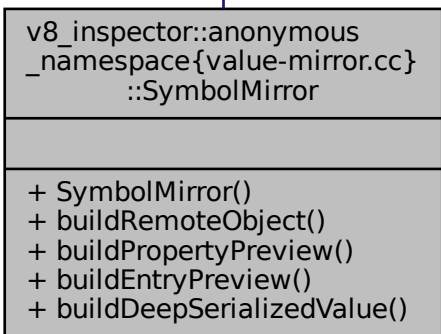 v8_inspector::anonymous
_namespace{value-mirror.cc}
::SymbolMirror
+ SymbolMirror()
+ buildRemoteObject()
+ buildPropertyPreview()
+ buildEntryPreview()
+ buildDeepSerializedValue()